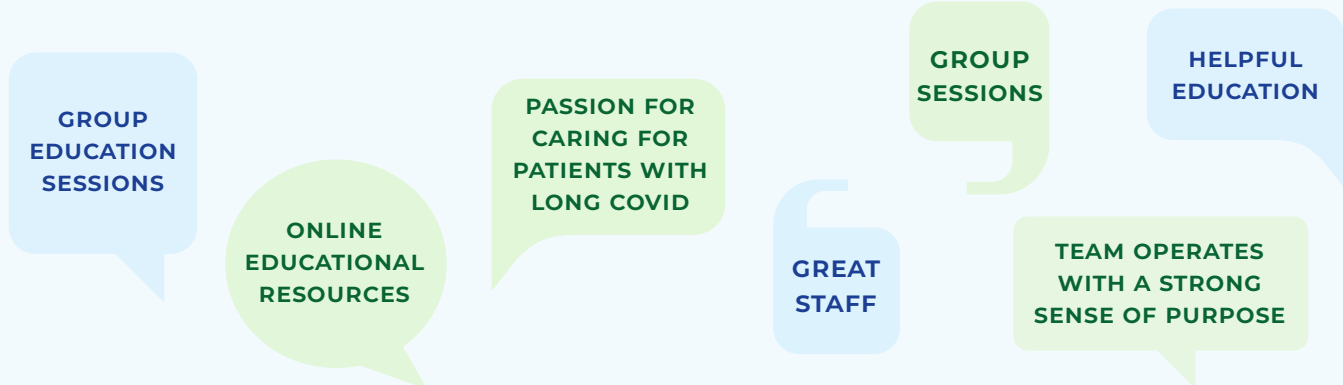 GROUP
EDUCATION
SESSIONS
ONLINE
EDUCATIONAL
RESOURCES
PASSION FOR
CARING FOR
PATIENTS WITH
LONG COVID
GREAT
STAFF
GROUP
SESSIONS
HELPFUL
EDUCATION
TEAM OPERATES
WITH A STRONG
SENSE OF PURPOSE